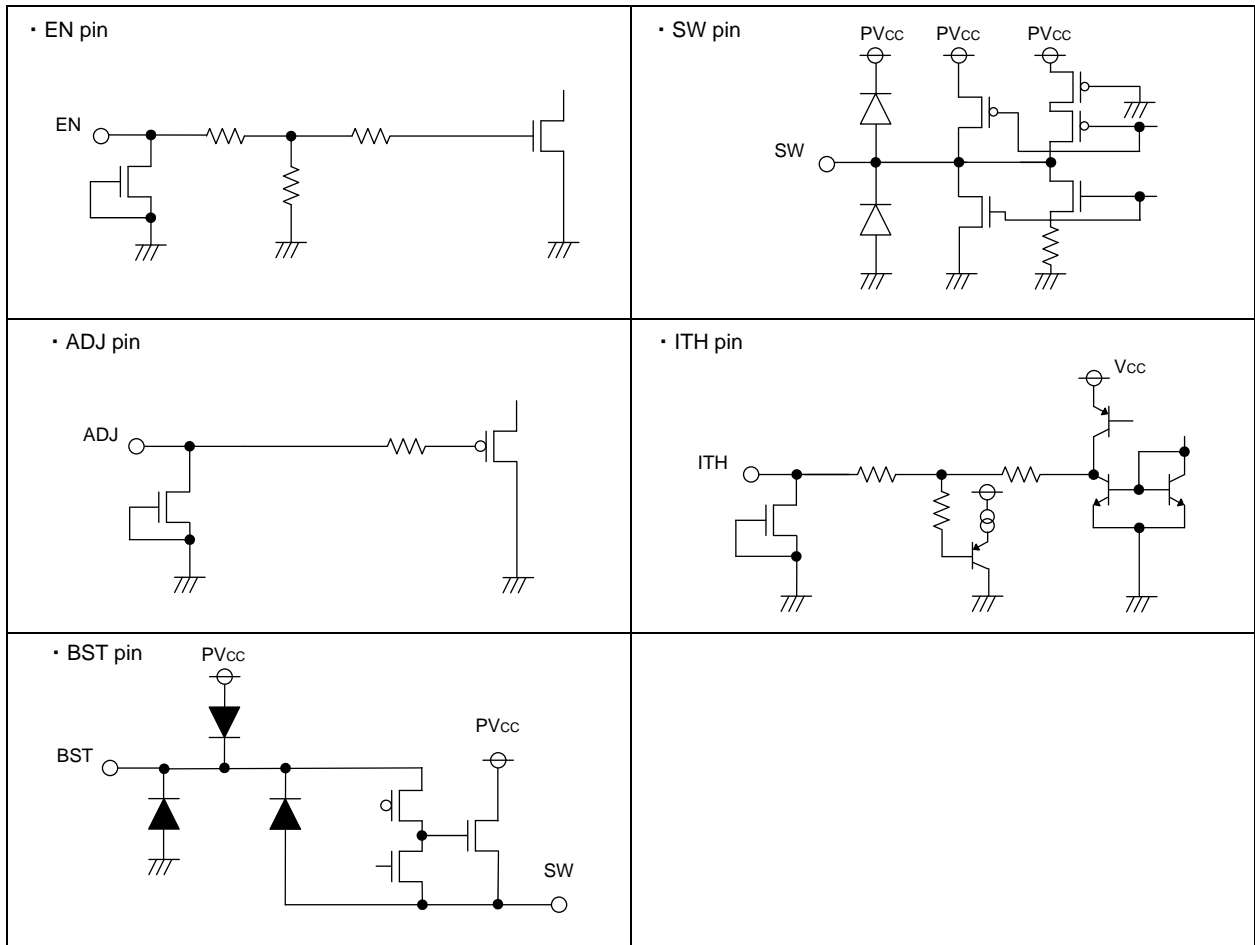 ・EN pin
EN
・SW pin
PVcc PVcc PVcc
SW
・ADJ pin
ADJ
・ITH pin
Vcc
ITH
・BST pin
PVcc
PVcc
BST
SW